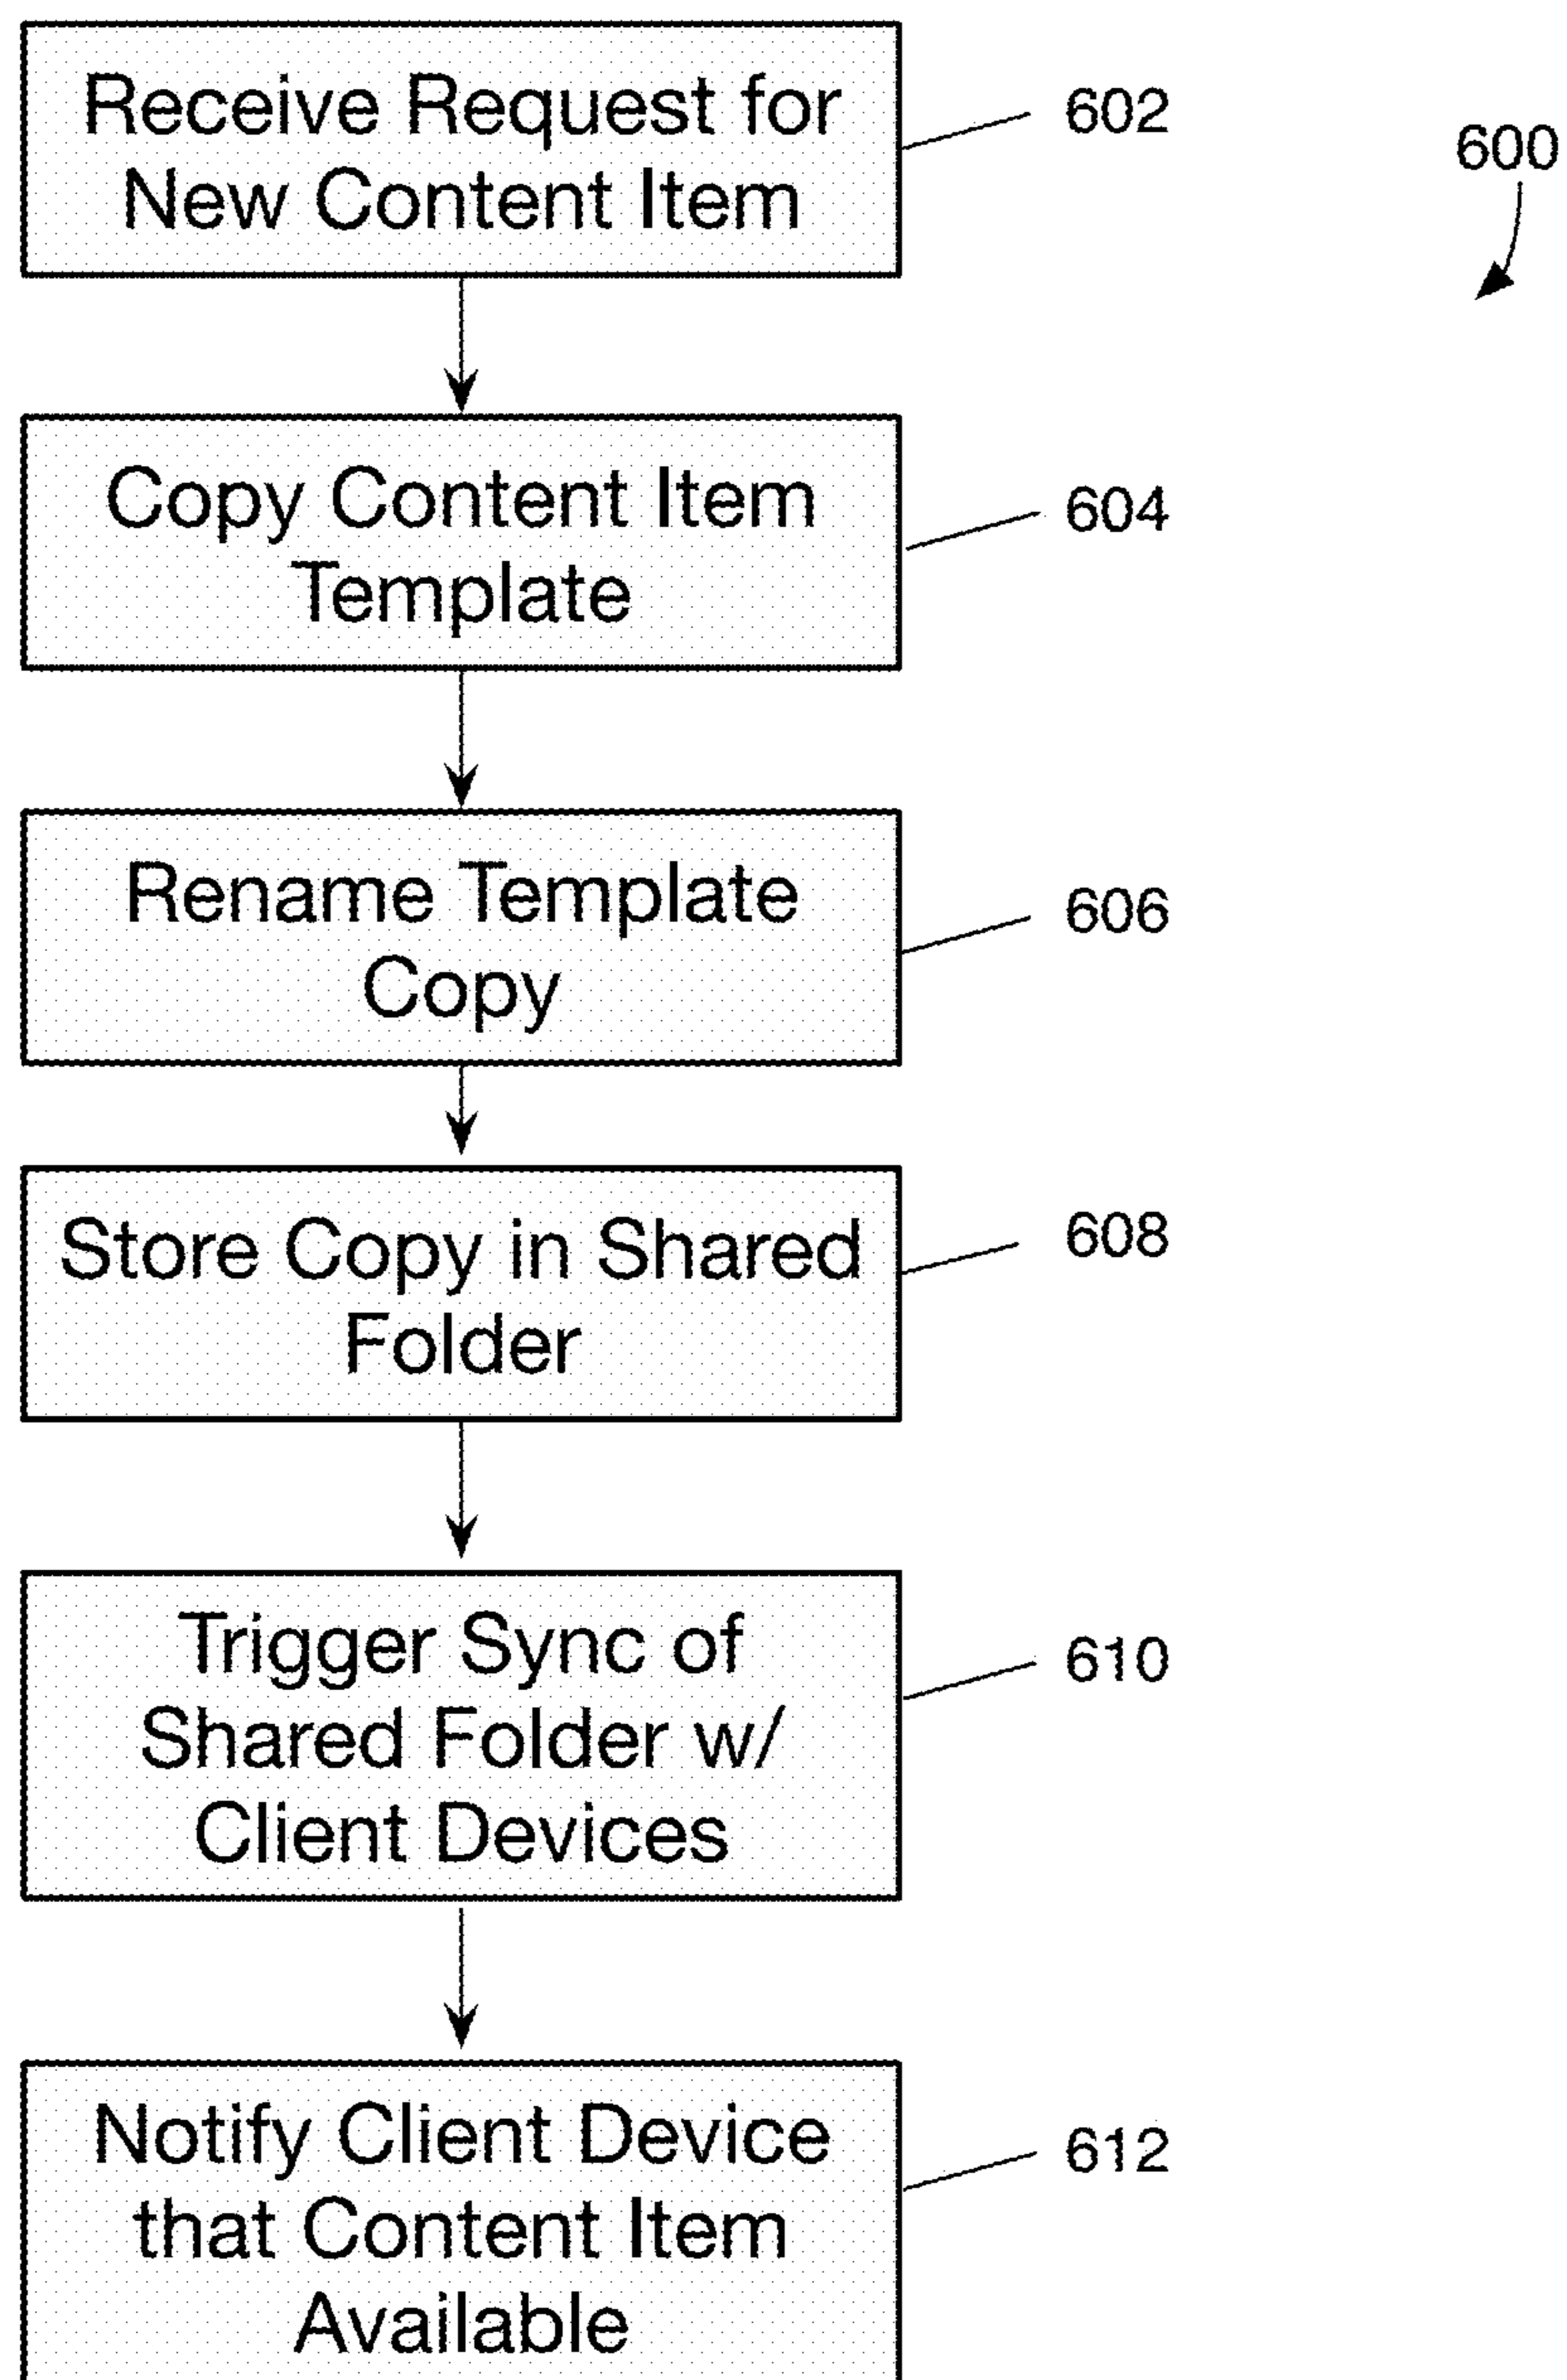 Receive Request for
New Content Item
602
600
Copy Content Item
Template
604
Rename Template
Copy
606
Store Copy in Shared
Folder
608
Trigger Sync of
Shared Folder w/
Client Devices
610
Notify Client Device
that Content Item
Available
612